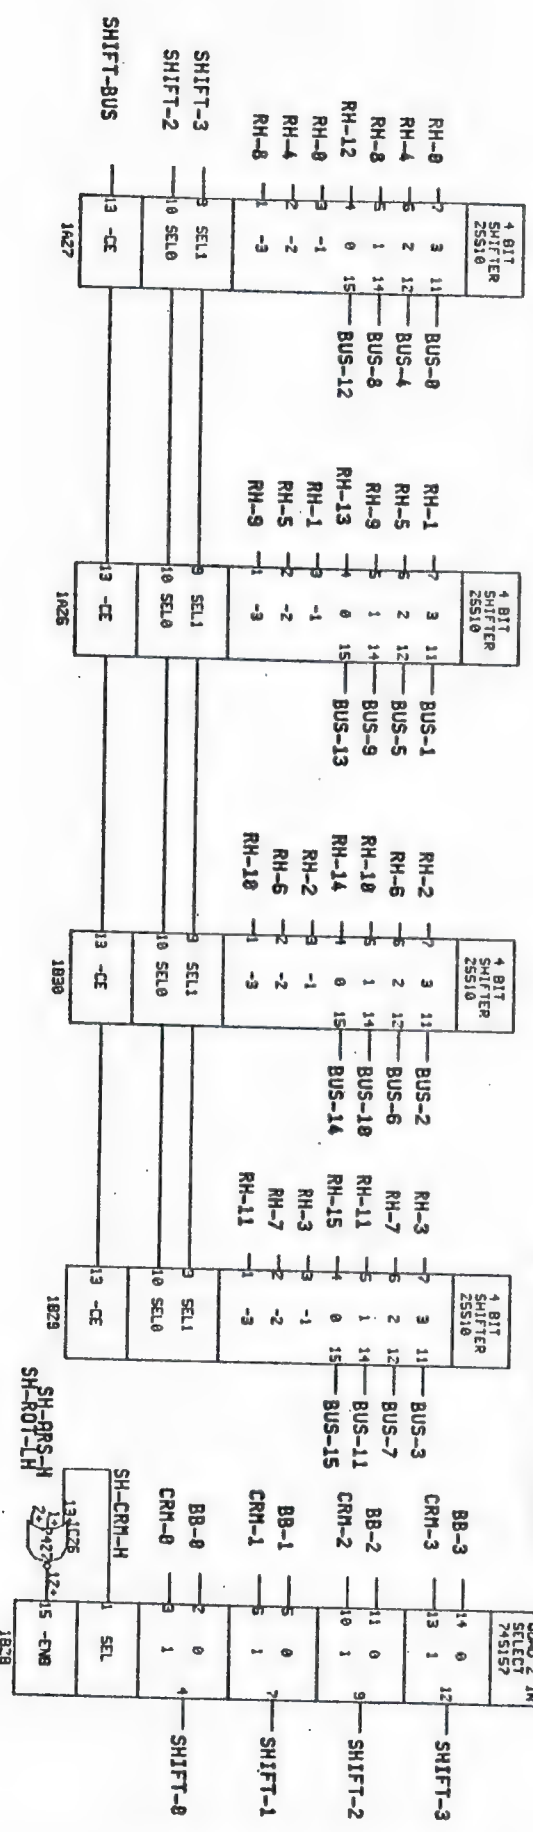 4 BIT
SHIFTER
25S10
RH-0
RH-4
RH-8
RH-12
RH-0
RH-4
RH-8
SHIFT-3
SHIFT-2
SHIFT-BUS
7 3 11
6 2 12
5 1 14
4 0 15
3 -1
2 -2
1 -3
9 SEL1
10 SEL0
13 -CE
BUS-0
BUS-4
BUS-8
BUS-12
1A27
4 BIT
SHIFTER
25S10
RH-1
RH-5
RH-9
RH-13
RH-1
RH-5
RH-9
7 3 11
6 2 12
5 1 14
4 0 15
3 -1
2 -2
1 -3
9 SEL1
10 SEL0
13 -CE
BUS-1
BUS-5
BUS-9
BUS-13
1A26
4 BIT
SHIFTER
25S10
RH-2
RH-6
RH-10
RH-14
RH-2
RH-6
RH-10
7 3 11
6 2 12
5 1 14
4 0 15
3 -1
2 -2
1 -3
9 SEL1
10 SEL0
13 -CE
BUS-2
BUS-6
BUS-10
BUS-14
1B30
4 BIT
SHIFTER
25S10
RH-3
RH-7
RH-11
RH-15
RH-3
RH-7
RH-11
7 3 11
6 2 12
5 1 14
4 0 15
3 -1
2 -2
1 -3
9 SEL1
10 SEL0
13 -CE
BUS-3
BUS-7
BUS-11
BUS-15
1B29
SELECT
74S157
BB-3
CRM-3
BB-2
CRM-2
BB-1
CRM-1
BB-0
CRM-0
SH-CRM-H
SH-ARS-H
SH-ROT-LH
14 0
13 1 12
11 0
10 1 9
5 0
6 1 7
2 0
3 1 4
1 SEL
15 -ENB
SHIFT-3
SHIFT-2
SHIFT-1
SHIFT-0
13
1C26
1+
2+
7427
12+
1B28